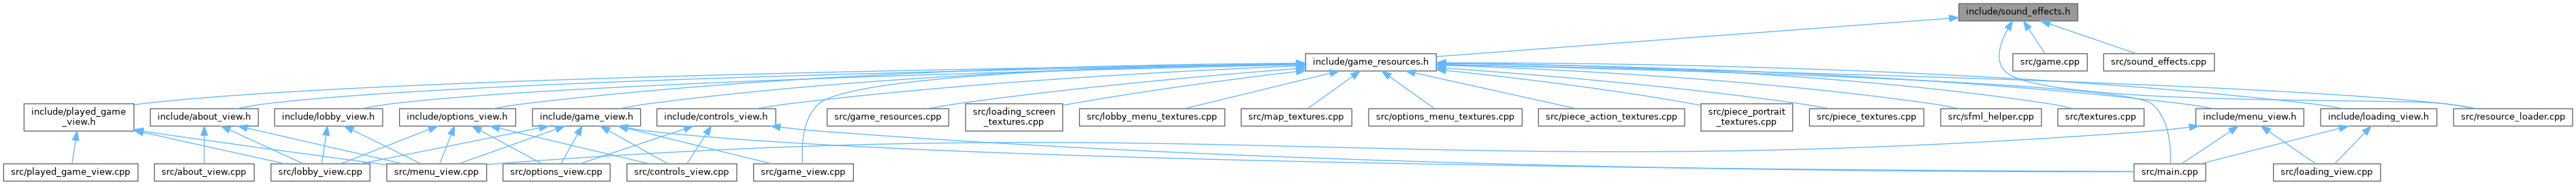 include/sound_effects.h
include/game_resources.h
src/game.cpp
src/sound_effects.cpp
include/played_game
_view.h
include/about_view.h
include/lobby_view.h
include/options_view.h
include/game_view.h
include/controls_view.h
src/game_resources.cpp
src/loading_screen
_textures.cpp
src/lobby_menu_textures.cpp
src/map_textures.cpp
src/options_menu_textures.cpp
src/piece_action_textures.cpp
src/piece_portrait
_textures.cpp
src/piece_textures.cpp
src/sfml_helper.cpp
src/textures.cpp
include/menu_view.h
include/loading_view.h
src/resource_loader.cpp
src/played_game_view.cpp
src/about_view.cpp
src/lobby_view.cpp
src/menu_view.cpp
src/options_view.cpp
src/controls_view.cpp
src/game_view.cpp
src/main.cpp
src/loading_view.cpp